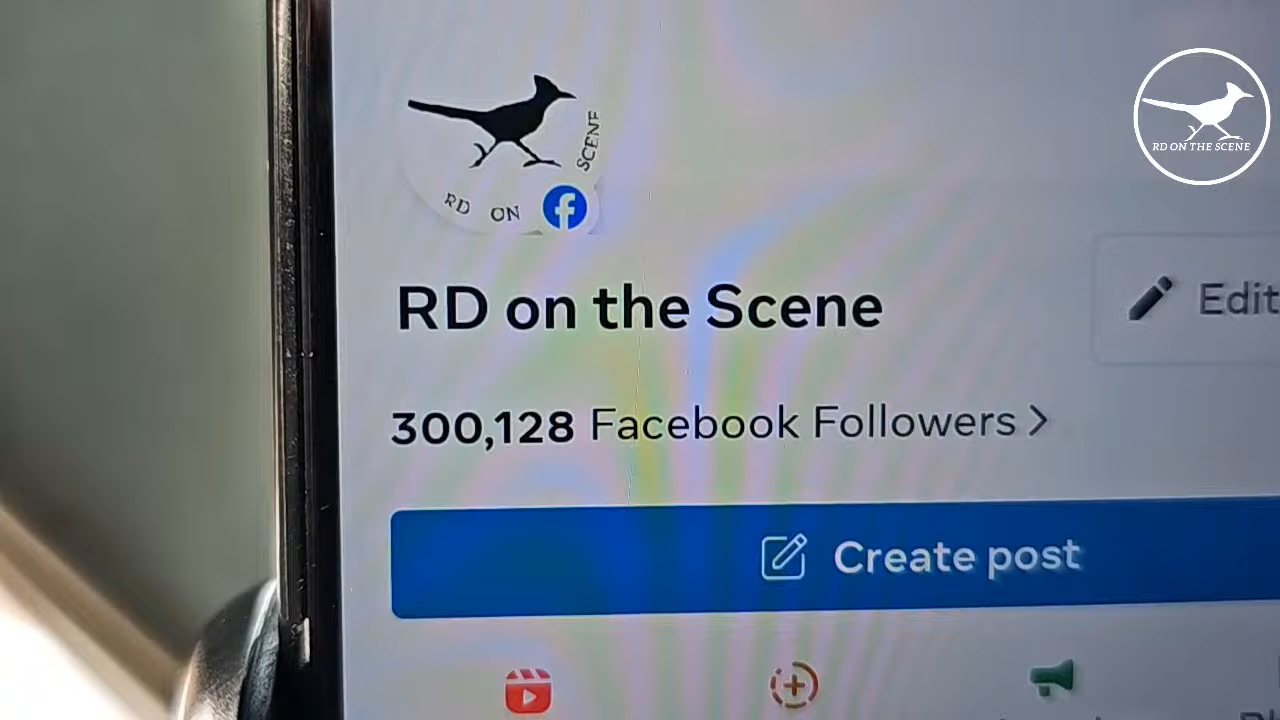 RD ON SCENE
RD ON THE SCENE
RD on the Scene
Edit
300,128 Facebook Followers
Create post